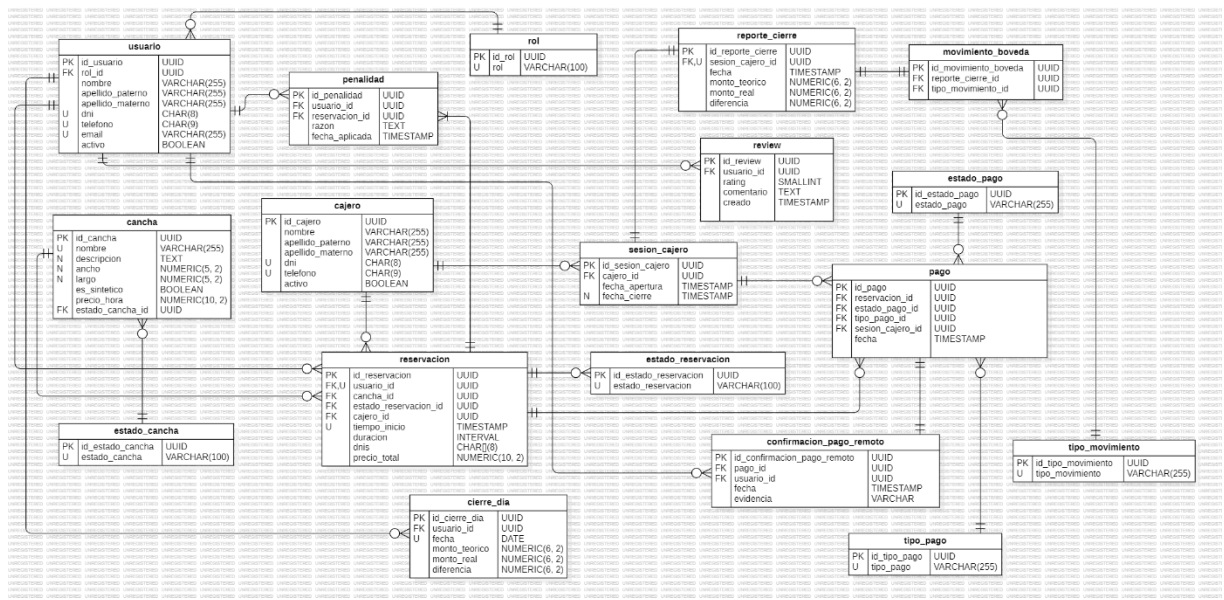 usuario
PK id_usuario UUID
FK rol_id UUID
nombre VARCHAR(255)
apellido_paterno VARCHAR(255)
apellido_materno VARCHAR(255)
U dni CHAR(8)
U telefono CHAR(9)
U email VARCHAR(255)
activo BOOLEAN
rol
PK id_rol UUID
U rol VARCHAR(100)
penalidad
PK id_penalidad UUID
FK usuario_id UUID
FK reservacion_id UUID
razon TEXT
fecha_aplicada TIMESTAMP
reporte_cierre
PK id_reporte_cierre UUID
FK,U sesion_cajero_id UUID
fecha TIMESTAMP
monto_teorico NUMERIC(6, 2)
monto_real NUMERIC(6, 2)
diferencia NUMERIC(6, 2)
movimiento_boveda
PK id_movimiento_boveda UUID
FK reporte_cierre_id UUID
FK tipo_movimiento_id UUID
review
PK id_review UUID
FK usuario_id UUID
rating SMALLINT
comentario TEXT
creado TIMESTAMP
estado_pago
PK id_estado_pago UUID
U estado_pago VARCHAR(255)
cancha
PK id_cancha UUID
U nombre VARCHAR(255)
N descripcion TEXT
N ancho NUMERIC(5, 2)
N largo NUMERIC(5, 2)
es_sintetico BOOLEAN
precio_hora NUMERIC(10, 2)
FK estado_cancha_id UUID
cajero
PK id_cajero UUID
nombre VARCHAR(255)
apellido_paterno VARCHAR(255)
apellido_materno VARCHAR(255)
U dni CHAR(8)
U telefono CHAR(9)
activo BOOLEAN
sesion_cajero
PK id_sesion_cajero UUID
FK cajero_id UUID
fecha_apertura TIMESTAMP
N fecha_cierre TIMESTAMP
pago
PK id_pago UUID
FK reservacion_id UUID
FK estado_pago_id UUID
FK tipo_pago_id UUID
FK sesion_cajero_id UUID
fecha TIMESTAMP
reservacion
PK id_reservacion UUID
FK,U usuario_id UUID
FK cancha_id UUID
FK estado_reservacion_id UUID
FK cajero_id UUID
U tiempo_inicio TIMESTAMP
duracion INTERVAL
dnis CHAR[](8)
precio_total NUMERIC(10, 2)
estado_reservacion
PK id_estado_reservacion UUID
U estado_reservacion VARCHAR(100)
estado_cancha
PK id_estado_cancha UUID
U estado_cancha VARCHAR(100)
confirmacion_pago_remoto
PK id_confirmacion_pago_remoto UUID
FK pago_id UUID
FK usuario_id UUID
fecha TIMESTAMP
evidencia VARCHAR
tipo_movimiento
PK id_tipo_movimiento UUID
U tipo_movimiento VARCHAR(255)
cierre_dia
PK id_cierre_dia UUID
FK usuario_id UUID
U fecha DATE
monto_teorico NUMERIC(6, 2)
monto_real NUMERIC(6, 2)
diferencia NUMERIC(6, 2)
tipo_pago
PK id_tipo_pago UUID
U tipo_pago VARCHAR(255)